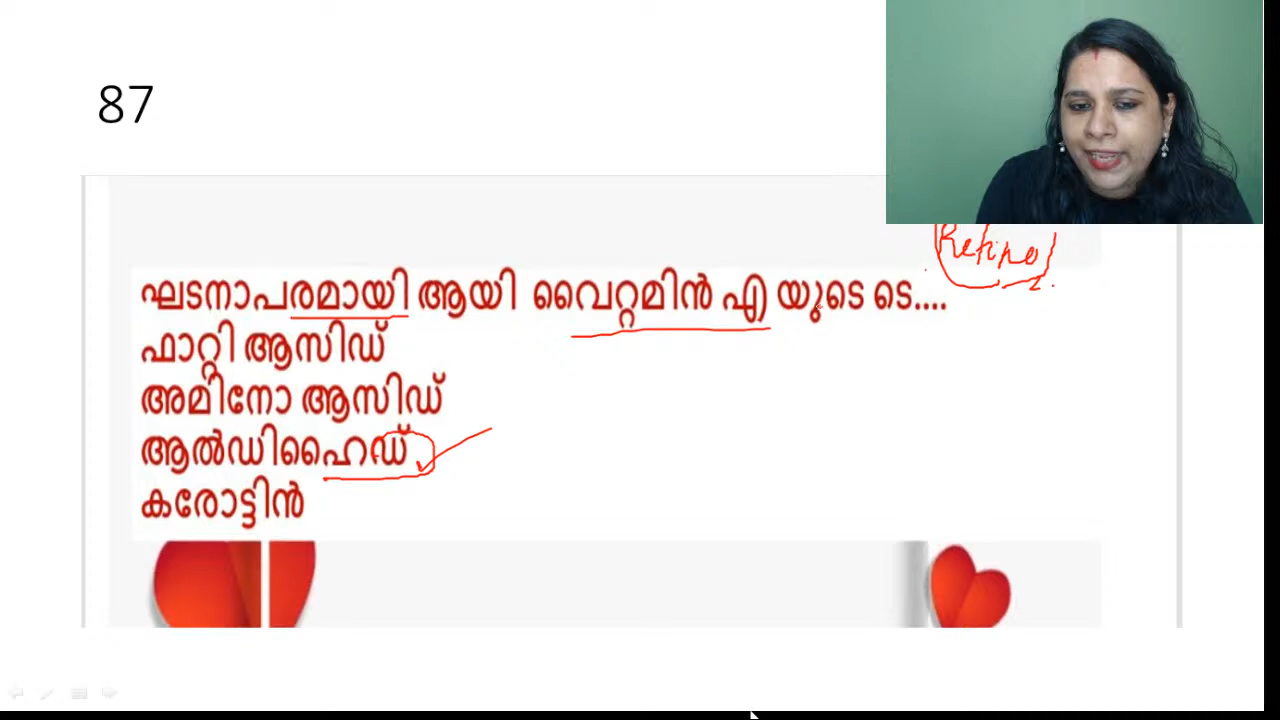 87
Retinol
ഘടനാപരമായി ആയി വൈറ്റമിൻ എ യുടെ ടെ....
ഫാറ്റി ആസിഡ്
അമിനോ ആസിഡ്
ആൽഡിഹൈഡ്
കരോട്ടിൻ